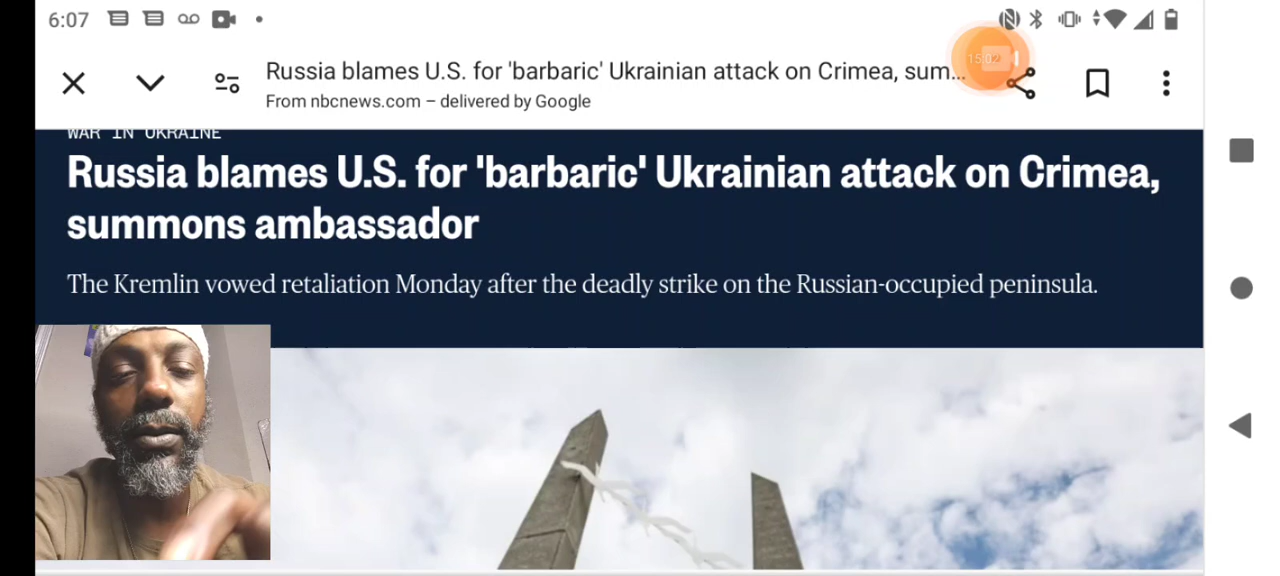 6:07
15:02
Russia blames U.S. for 'barbaric' Ukrainian attack on Crimea, sum...
From nbcnews.com – delivered by Google
WAR IN UKRAINE
Russia blames U.S. for 'barbaric' Ukrainian attack on Crimea,
summons ambassador
The Kremlin vowed retaliation Monday after the deadly strike on the Russian-occupied peninsula.